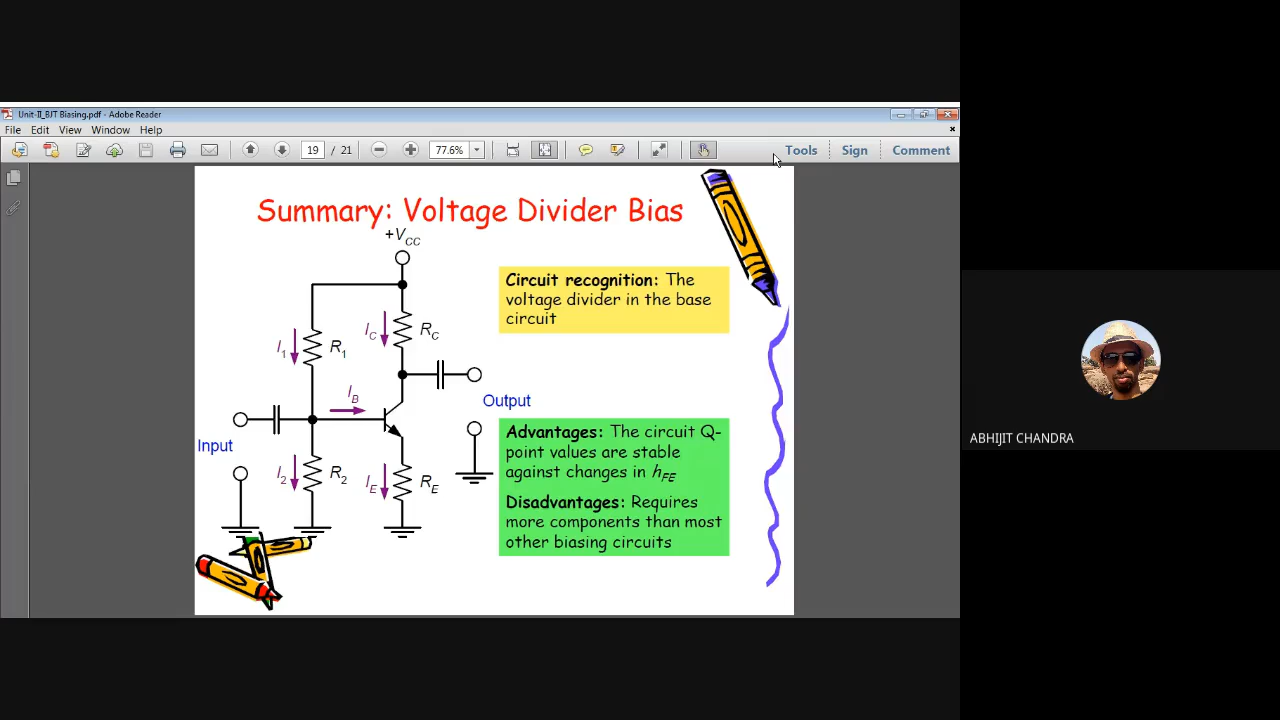 Unit-II_BJT Biasing.pdf - Adobe Reader
File Edit View Window Help
19 / 21 77.6% Tools Sign Comment
Summary: Voltage Divider Bias
+VCC
Circuit recognition: The
voltage divider in the base
circuit
IC RC
I1 R1
IB
Output
Input
I2 R2 IE RE
Advantages: The circuit Q-
point values are stable
against changes in hFE
Disadvantages: Requires
more components than most
other biasing circuits
ABHIJIT CHANDRA